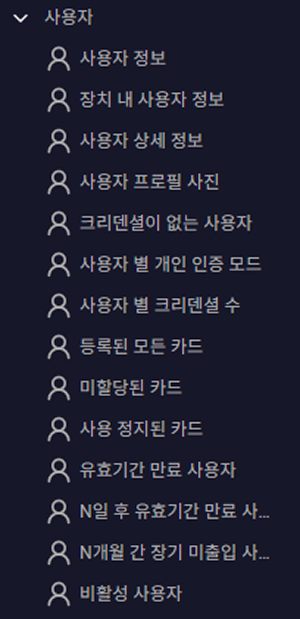 사용자
사용자 정보
장치 내 사용자 정보
사용자 상세 정보
사용자 프로필 사진
크리덴셜이 없는 사용자
사용자 별 개인 인증 모드
사용자 별 크리덴셜 수
등록된 모든 카드
미할당된 카드
사용 정지된 카드
유효기간 만료 사용자
N일 후 유효기간 만료 사...
N개월 간 장기 미출입 사...
비활성 사용자